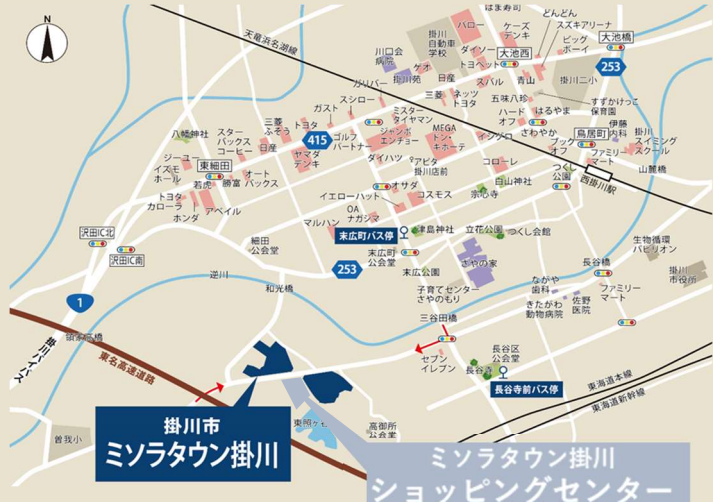 N
はま寿司
バロー
ケーズ
デンキ
どんどん
スズキアリーナ
大池橋
天竜浜名湖線
川口会
病院
掛川
自動車
学校
ダイソー
トヨペット
大池西
ビッグ
ボーイ
253
ゲオ
掛川苑
日産
スバル
青山
掛川二小
ガリバー
三菱
ネッツ
トヨタ
五味八珍
すずかけっこ
保育園
スシロー
ミスター
タイヤマン
ハード
オフ
はるやま
伊藤
内科
ガスト
八幡神社
スター
バックス
コーヒー
三菱
ふそう
トヨタ
415
ゴルフ
パートナー
ジャンボ
エンチョー
MEGA
ドン・
キホーテ
イシグロ
さわやか
鳥居町
掛川
スイミング
スクール
日産
ヤマダ
デンキ
ダイハツ
アピタ
掛川店前
コローレ
ブック
オフ
ファミリー
マート
山麓橋
ジーユー
イズモ
ホール
東細田
若虎
勝富
オート
バックス
白山神社
つくし
公園
西掛川駅
トヨタ
カローラ
ホンダ
アベイル
イエローハット
オサダ
コスモス
宗心寺
OA
ナガシマ
マルハン
末広町バス停
津島神社
立花公園
つくし会館
沢田IC北
沢田IC南
細田
公会堂
253
末広町
公会堂
さやの家
生物循環
パビリオン
逆川
和光橋
末広公園
長谷橋
掛川
市役所
1
子育てセンター
さやのもり
ながや
歯科
きたがわ
動物病院
佐野
医院
ファミリー
マート
掛川バイパス
領家高橋
三谷田橋
東名高速道路
セブン
イレブン
長谷区
公会堂
長谷寺
長谷寺前バス停
東海道本線
東海道新幹線
曽我小
掛川市
ミソラタウン掛川
東照ヶ七
高御所
公会堂
ミソラタウン掛川
ショッピングセンター